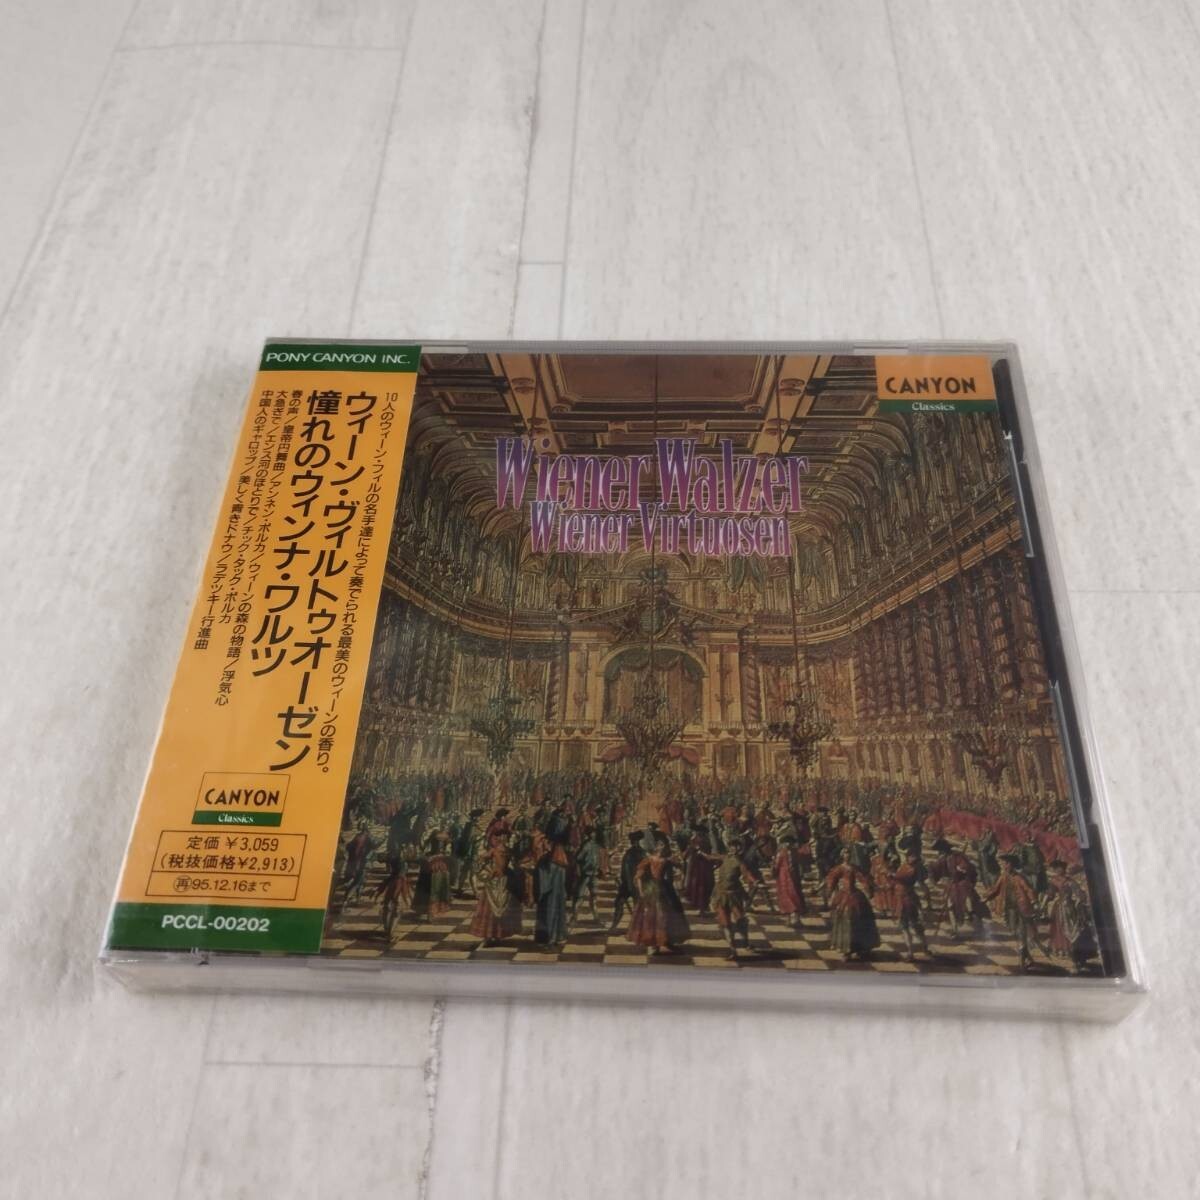 PONY CANYON INC.
10人のウィーン・フィルの名手達によって奏でられる最美のウィーンの香り。
ウィーン・ヴィルトゥオーゼン
憧れのウィンナ・ワルツ
春の声/皇帝円舞曲/アンネン・ポルカ/ウィーンの森の物語/浮気心
大急ぎで/エンス河のほとりで/チック・タック・ポルカ
中国人のギャロップ/美しく青きドナウ/ラデツキー行進曲
CANYON
Classics
定価 ¥3,059
(税抜価格¥2,913)
再95.12.16まで
PCCL-00202
CANYON
Classics
Wiener Walzer
Wiener Virtuosen